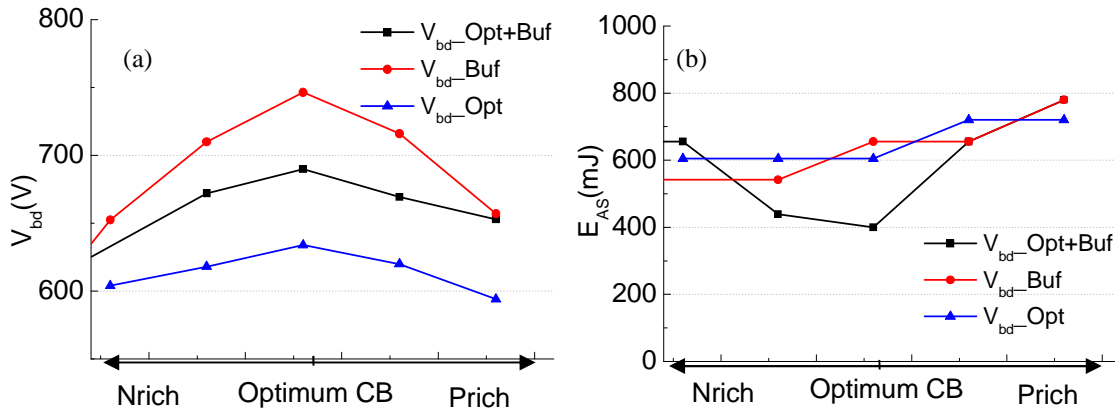 (a)
V_bd(V)
800
700
600
V_bd_Opt+Buf
V_bd_Buf
V_bd_Opt
Nrich Optimum CB Prich
(b)
E_AS(mJ)
1000
800
600
400
200
0
V_bd_Opt+Buf
V_bd_Buf
V_bd_Opt
Nrich Optimum CB Prich